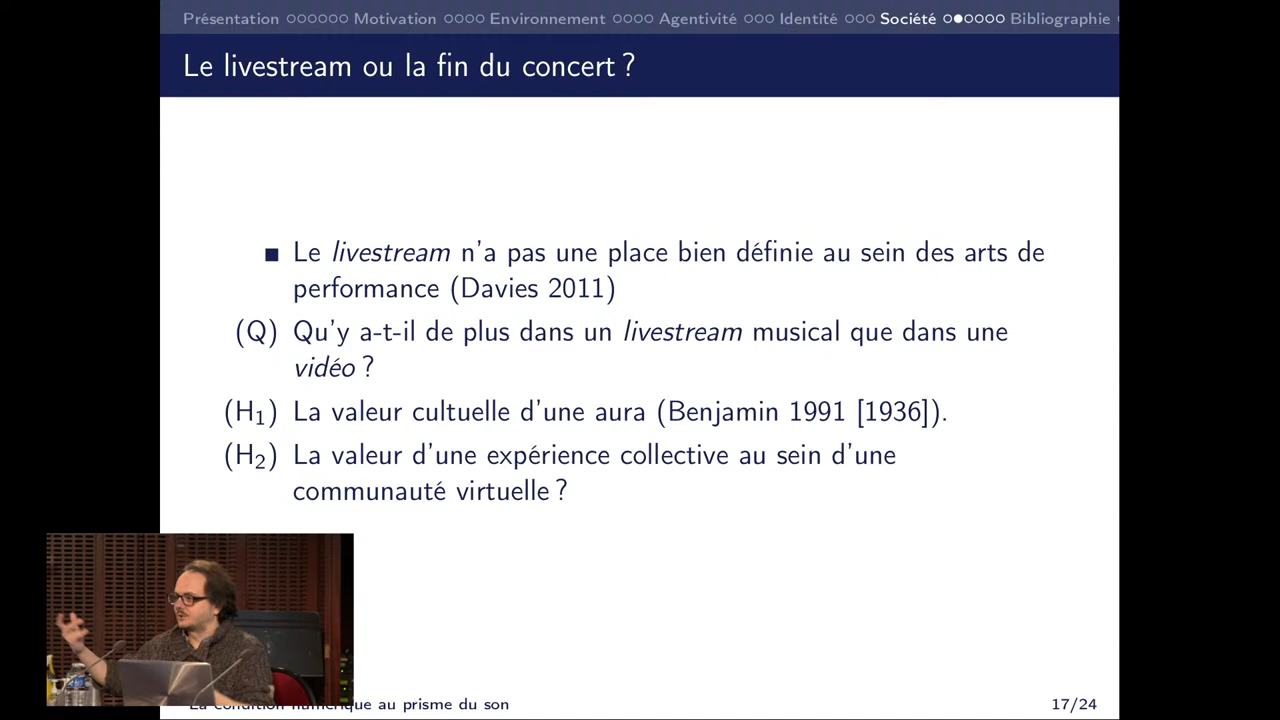 Présentation Motivation Environnement Agentivité Identité Société Bibliographie
Le livestream ou la fin du concert ?
Le livestream n'a pas une place bien définie au sein des arts de
performance (Davies 2011)
(Q) Qu'y a-t-il de plus dans un livestream musical que dans une
vidéo ?
(H₁) La valeur cultuelle d'une aura (Benjamin 1991 [1936]).
(H₂) La valeur d'une expérience collective au sein d'une
communauté virtuelle ?
La condition numérique au prisme du son 17/24